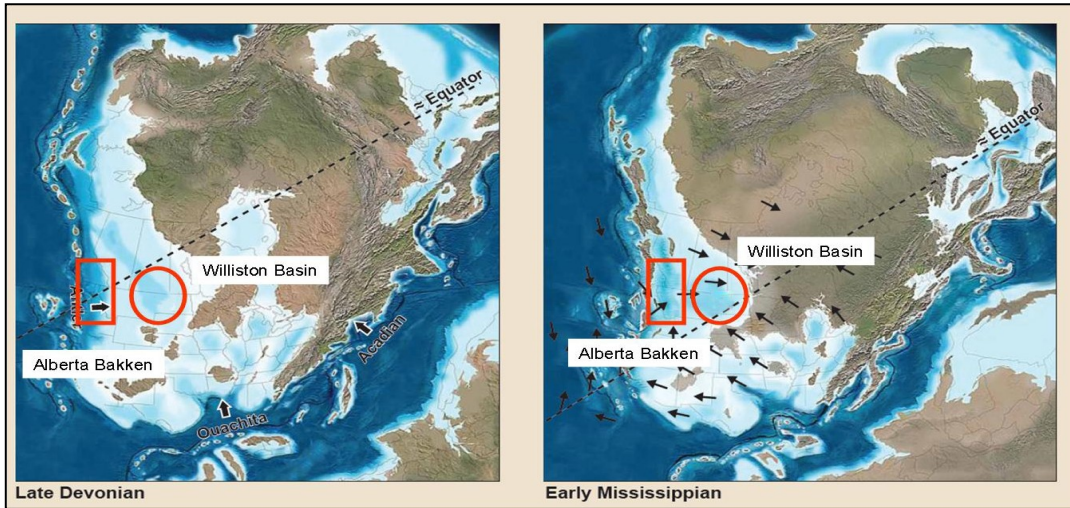 ≈ Equator
Williston Basin
Alberta Bakken
Acadian
Ouachita
Late Devonian
≈ Equator
Williston Basin
Alberta Bakken
Early Mississippian